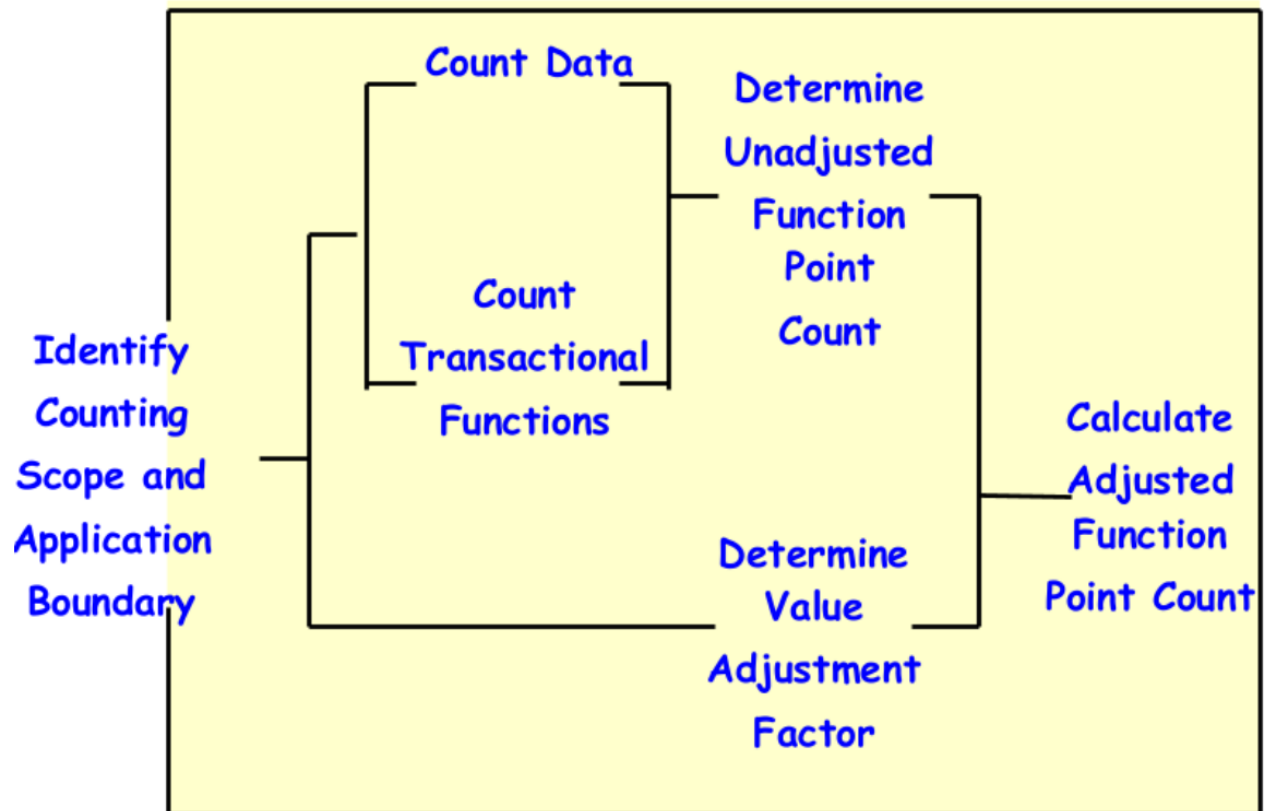 Count Data
Determine
Unadjusted
Function
Point
Count
Count
Transactional
Functions
Identify
Counting
Scope and
Application
Boundary
Calculate
Adjusted
Function
Point Count
Determine
Value
Adjustment
Factor